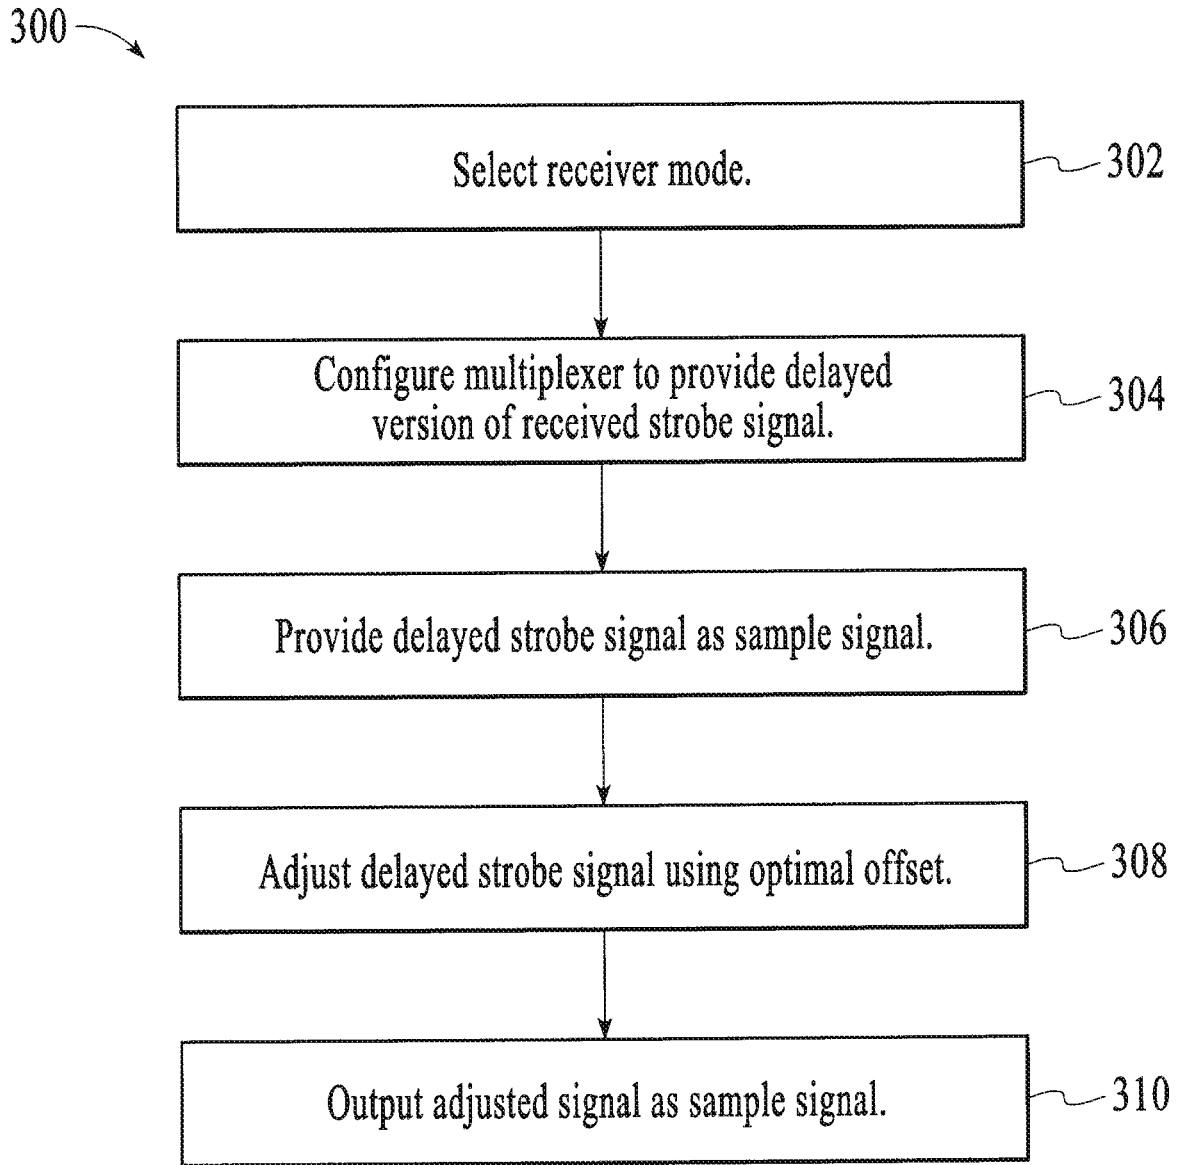 300
Select receiver mode.
302
Configure multiplexer to provide delayed
version of received strobe signal.
304
Provide delayed strobe signal as sample signal.
306
Adjust delayed strobe signal using optimal offset.
308
Output adjusted signal as sample signal.
310